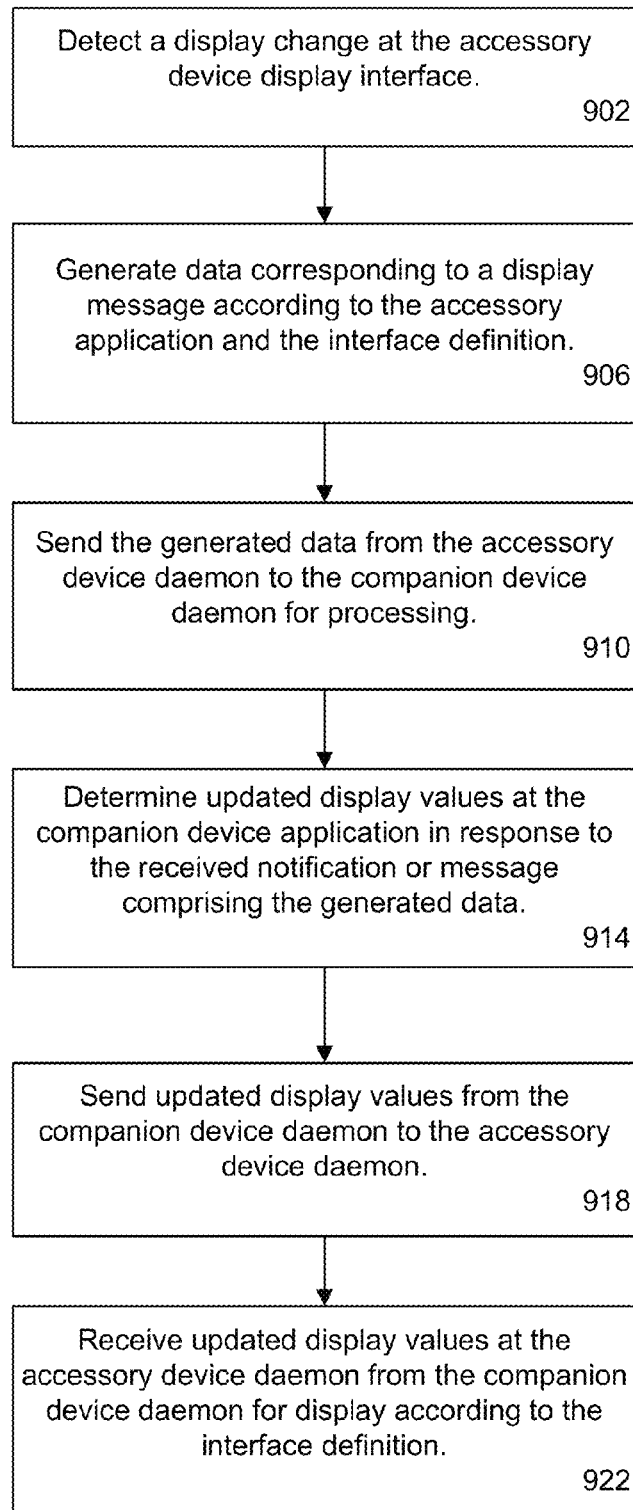 Detect a display change at the accessory
device display interface.
902
Generate data corresponding to a display
message according to the accessory
application and the interface definition.
906
Send the generated data from the accessory
device daemon to the companion device
daemon for processing.
910
Determine updated display values at the
companion device application in response to
the received notification or message
comprising the generated data.
914
Send updated display values from the
companion device daemon to the accessory
device daemon.
918
Receive updated display values at the
accessory device daemon from the companion
device daemon for display according to the
interface definition.
922